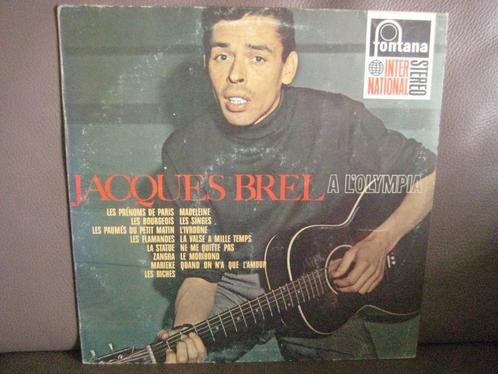 fontana
INTER
NATIONAL
STEREO
JACQUES BREL A L'OLYMPIA
LES PRÉNOMS DE PARIS MADELEINE
LES BOURGEOIS LES SINGES
LES PAUMÉS DU PETIT MATIN L'IVROGNE
LES FLAMANDES LA VALSE A MILLE TEMPS
LA STATUE NE ME QUITTE PAS
ZANGRA LE MORIBOND
MARIEKE QUAND ON N'A QUE L'AMOUR
LES BICHES